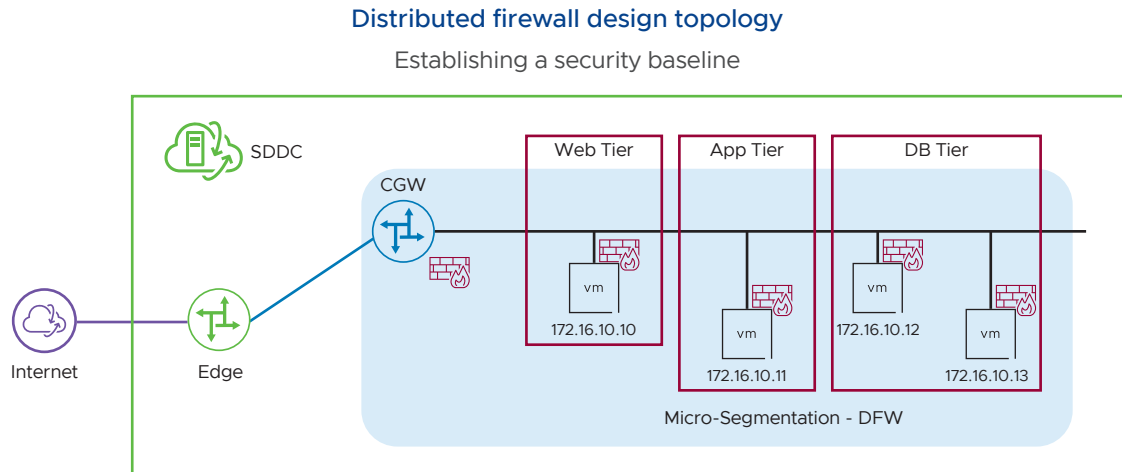 Distributed firewall design topology
Establishing a security baseline
SDDC
Web Tier
App Tier
DB Tier
CGW
vm
172.16.10.10
vm
172.16.10.11
vm
172.16.10.12
vm
172.16.10.13
Internet
Edge
Micro-Segmentation - DFW